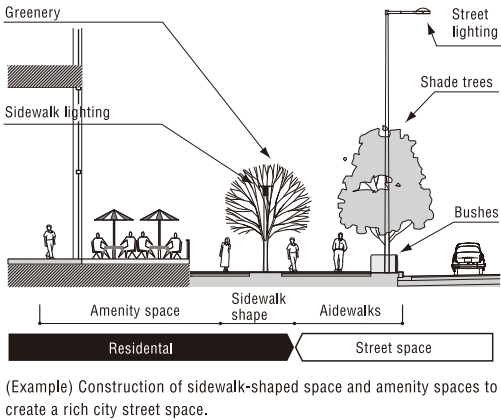 Greenery
Street
lighting
Sidewalk lighting
Shade trees
Bushes
Amenity space
Sidewalk
shape
Aidewalks
Residental
Street space
(Example) Construction of sidewalk-shaped space and amenity spaces to
create a rich city street space.